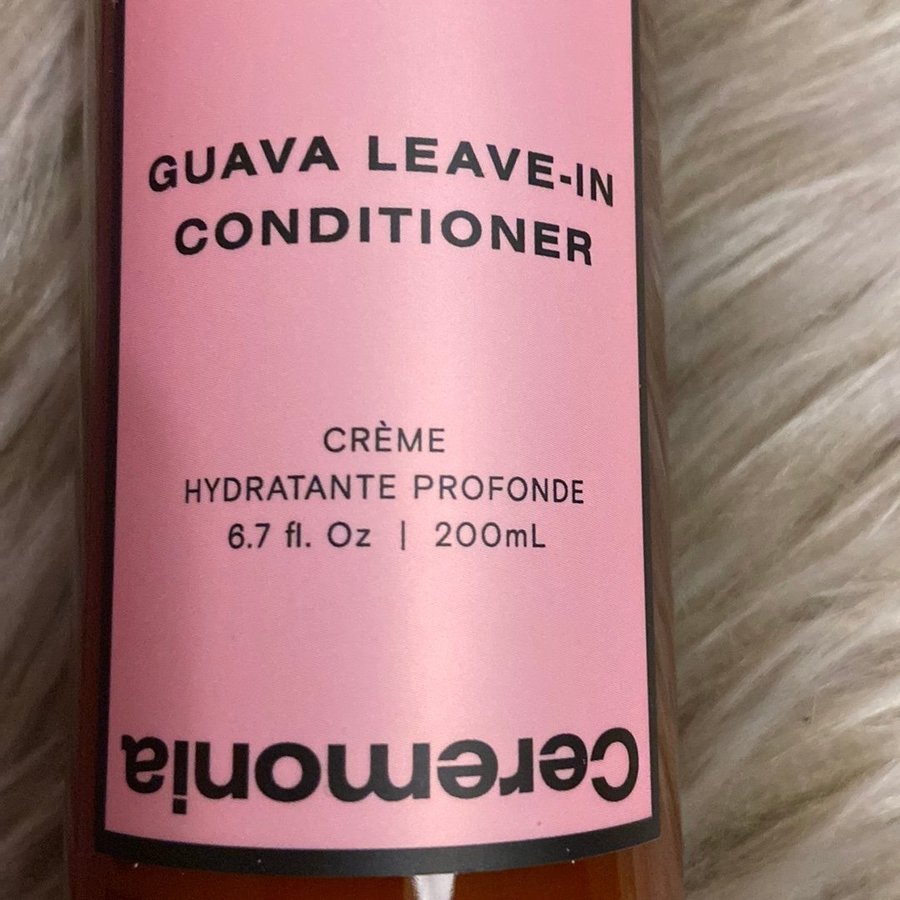 GUAVA LEAVE-IN
CONDITIONER
CRÈME
HYDRATANTE PROFONDE
6.7 fl. Oz | 200mL
Ceremonia